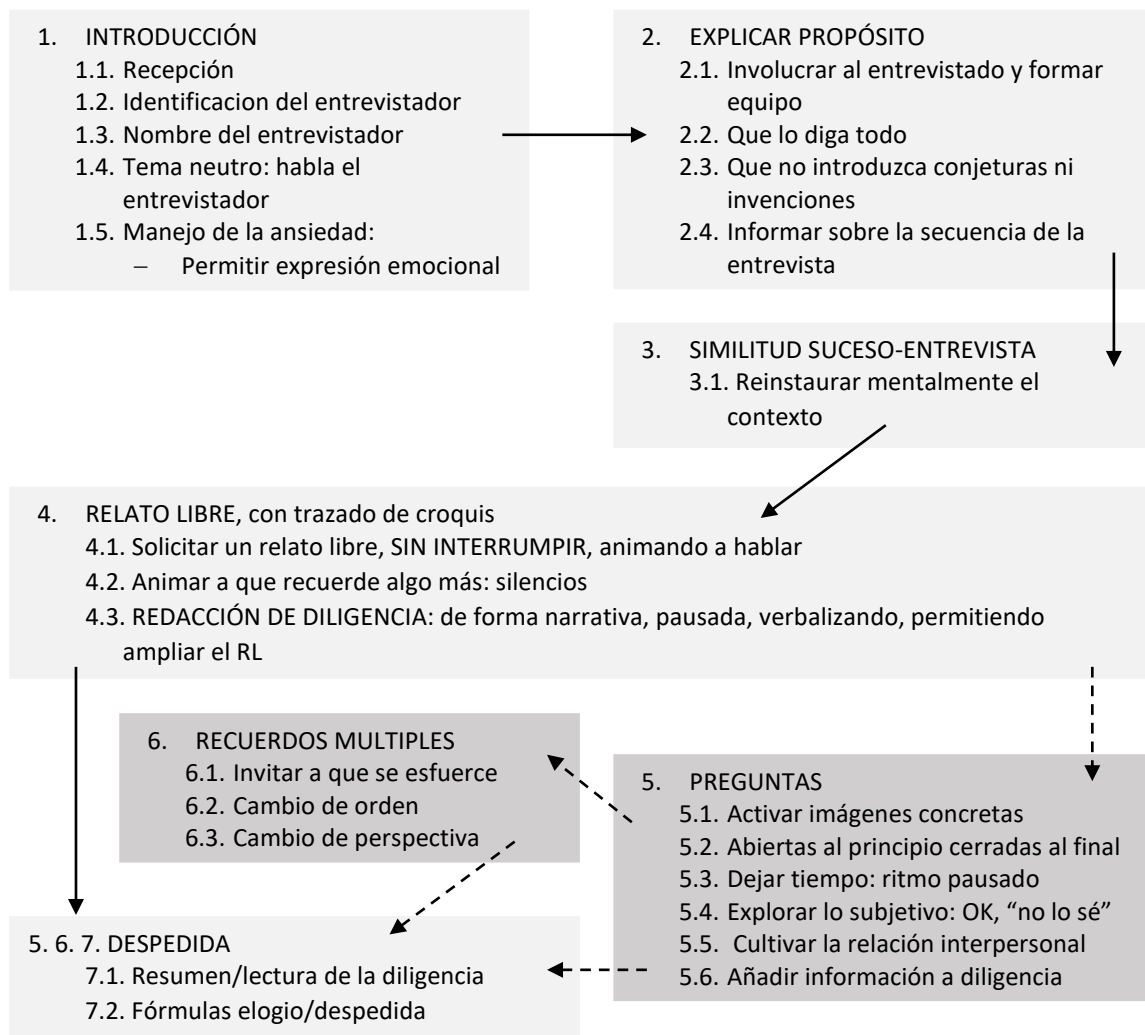 1. INTRODUCCIÓN
1.1. Recepción
1.2. Identificacion del entrevistador
1.3. Nombre del entrevistador
1.4. Tema neutro: habla el
entrevistador
1.5. Manejo de la ansiedad:
– Permitir expresión emocional
2. EXPLICAR PROPÓSITO
2.1. Involucrar al entrevistado y formar
equipo
2.2. Que lo diga todo
2.3. Que no introduzca conjeturas ni
invenciones
2.4. Informar sobre la secuencia de la
entrevista
3. SIMILITUD SUCESO-ENTREVISTA
3.1. Reinstaurar mentalmente el
contexto
4. RELATO LIBRE, con trazado de croquis
4.1. Solicitar un relato libre, SIN INTERRUMPIR, animando a hablar
4.2. Animar a que recuerde algo más: silencios
4.3. REDACCIÓN DE DILIGENCIA: de forma narrativa, pausada, verbalizando, permitiendo
ampliar el RL
5. PREGUNTAS
5.1. Activar imágenes concretas
5.2. Abiertas al principio cerradas al final
5.3. Dejar tiempo: ritmo pausado
5.4. Explorar lo subjetivo: OK, “no lo sé”
5.5. Cultivar la relación interpersonal
5.6. Añadir información a diligencia
6. RECUERDOS MULTIPLES
6.1. Invitar a que se esfuerce
6.2. Cambio de orden
6.3. Cambio de perspectiva
5. 6. 7. DESPEDIDA
7.1. Resumen/lectura de la diligencia
7.2. Fórmulas elogio/despedida